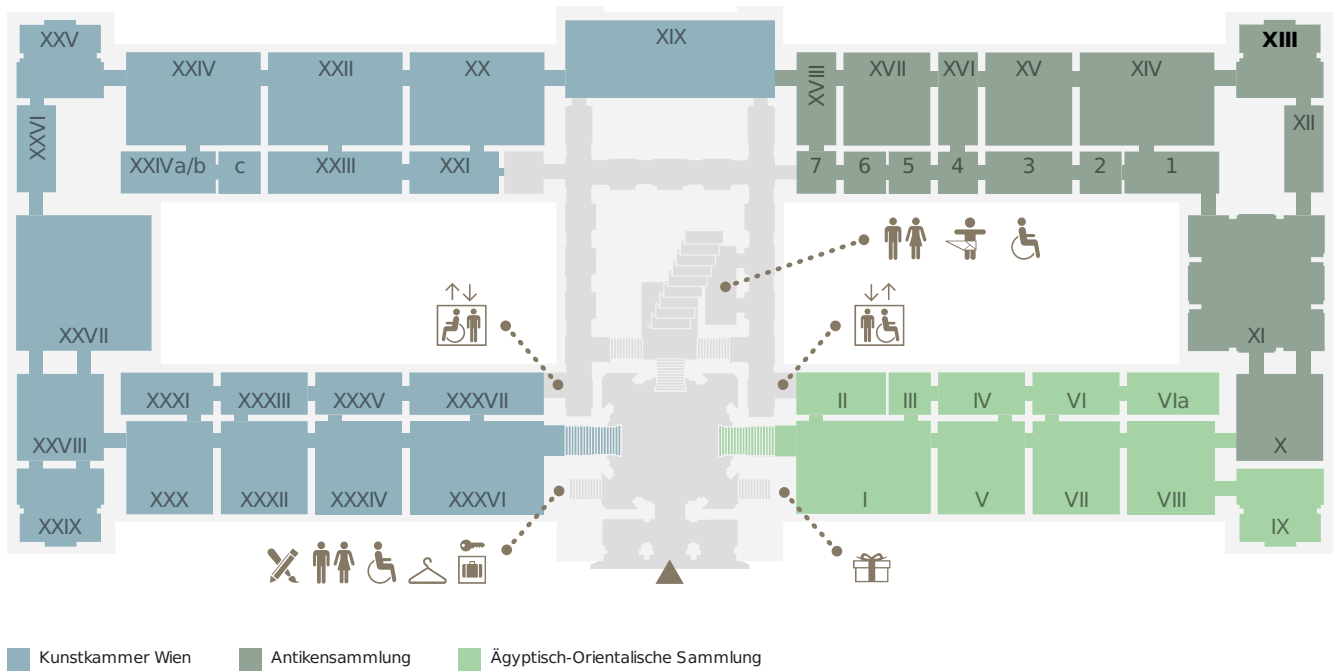 XXV
XIX
XIII
XXIV
XXII
XX
XVIII
XVII
XVI
XV
XIV
XXVI
XII
XXIVa/b
c
XXIII
XXI
7
6
5
4
3
2
1
XXVII
XI
XXXI
XXXIII
XXXV
XXXVII
II
III
IV
VI
VIa
XXVIII
X
XXX
XXXII
XXXIV
XXXVI
I
V
VII
VIII
XXIX
IX
Kunstkammer Wien
Antikensammlung
Ägyptisch-Orientalische Sammlung